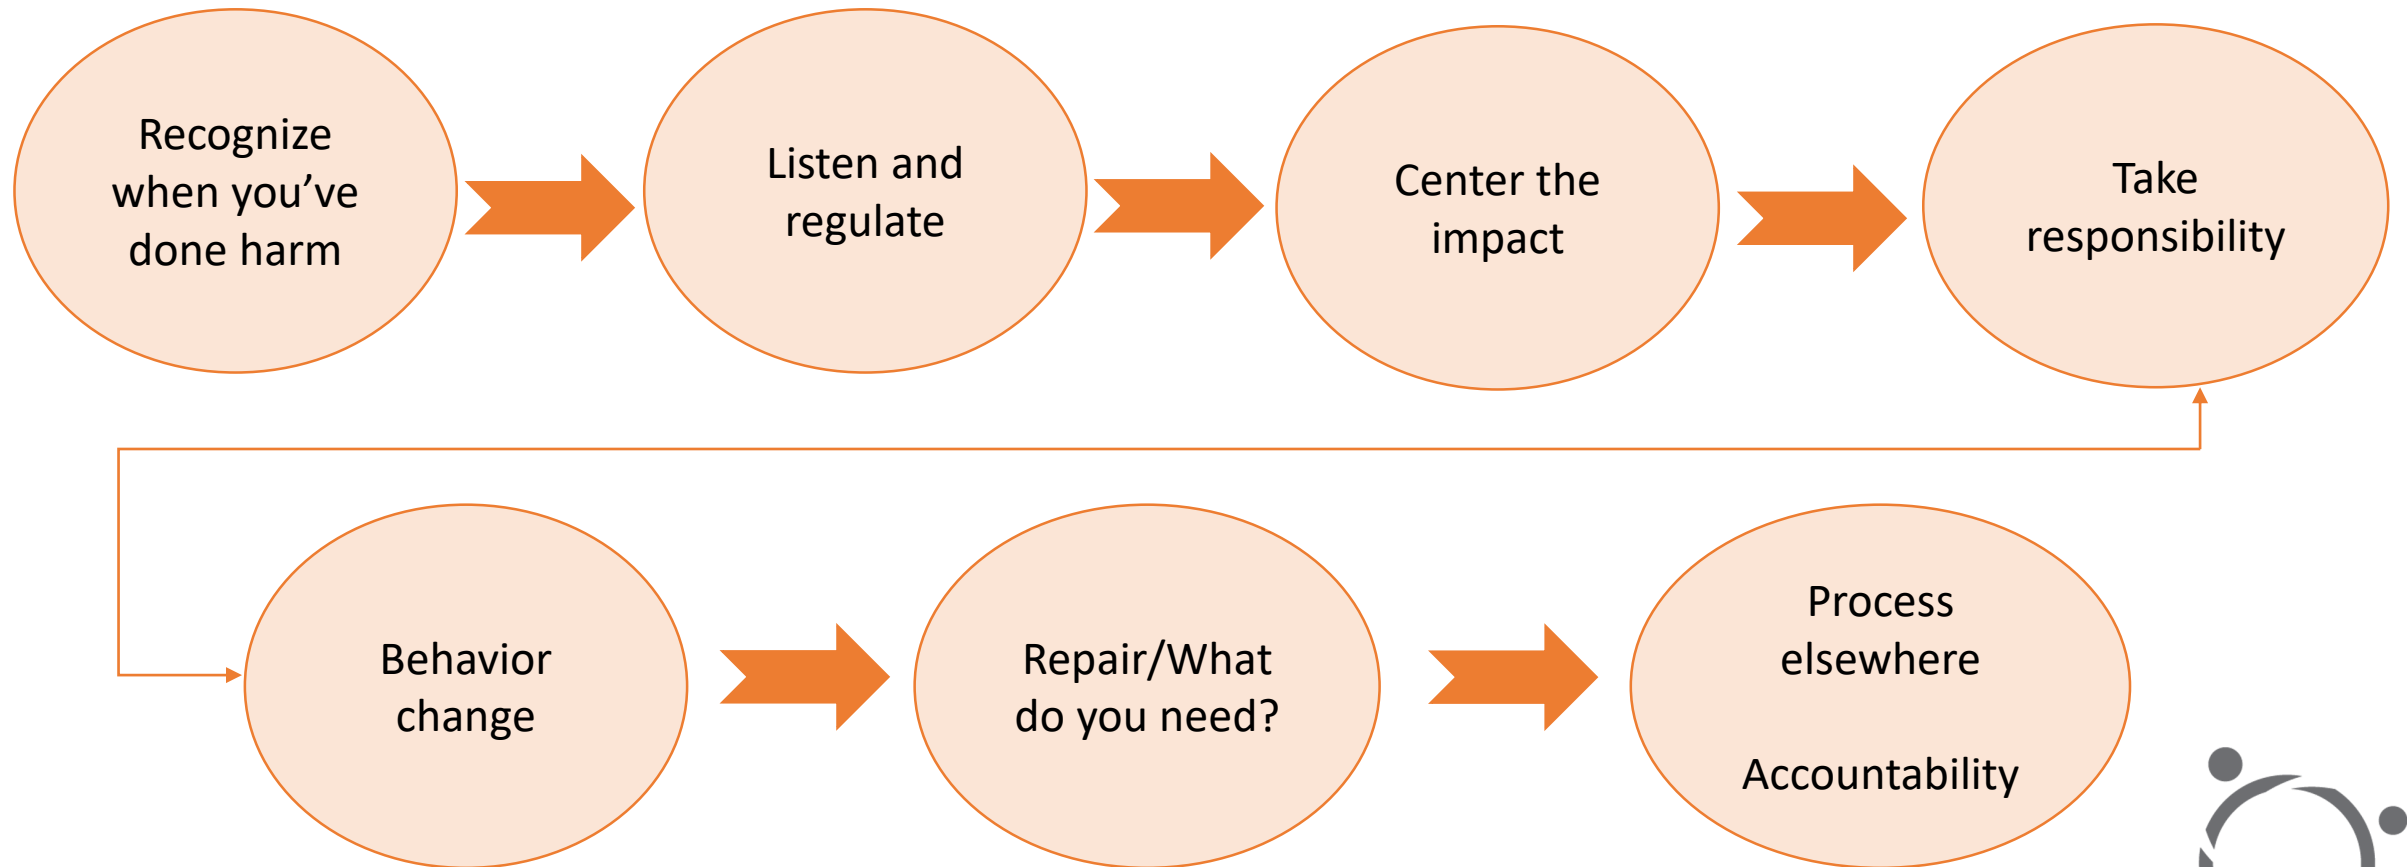 Recognize
when you’ve
done harm
Listen and
regulate
Center the
impact
Take
responsibility
Behavior
change
Repair/What
do you need?
Process
elsewhere
Accountability